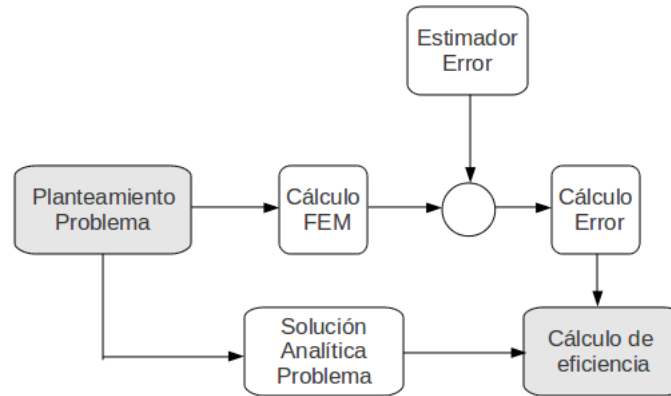 Estimador
Error
Planteamiento
Problema
Cálculo
FEM
Cálculo
Error
Solución
Analítica
Problema
Cálculo de
eficiencia